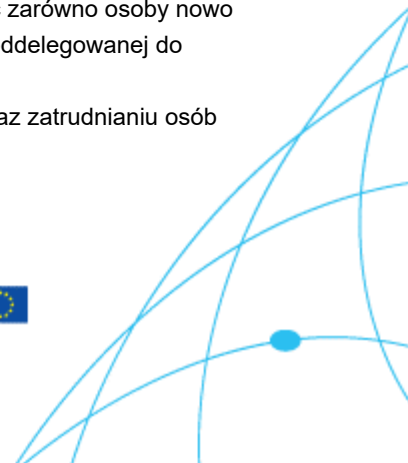 zarówno osoby nowo
ddelegowanej do
az zatrudnianiu osób